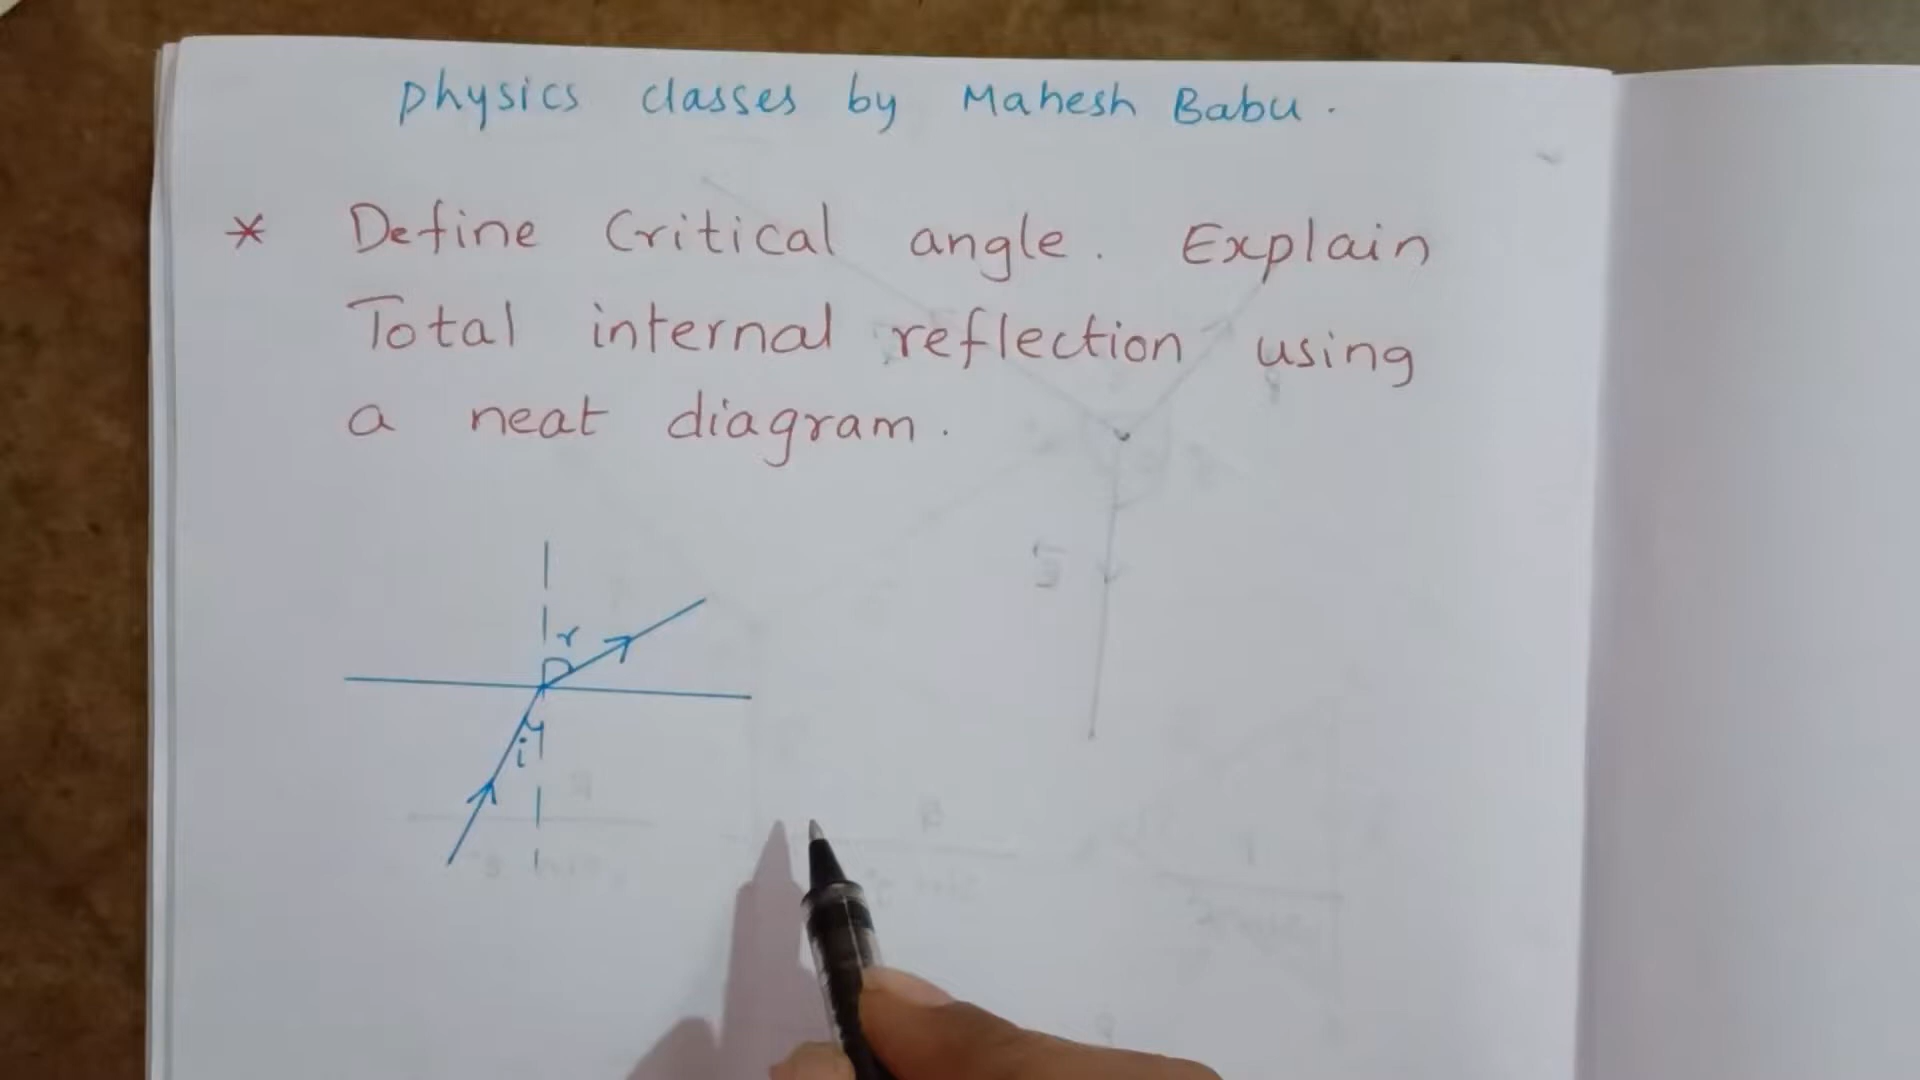 physics classes by Mahesh Babu.
* Define Critical angle. Explain
Total internal reflection using
a neat diagram.
r
i